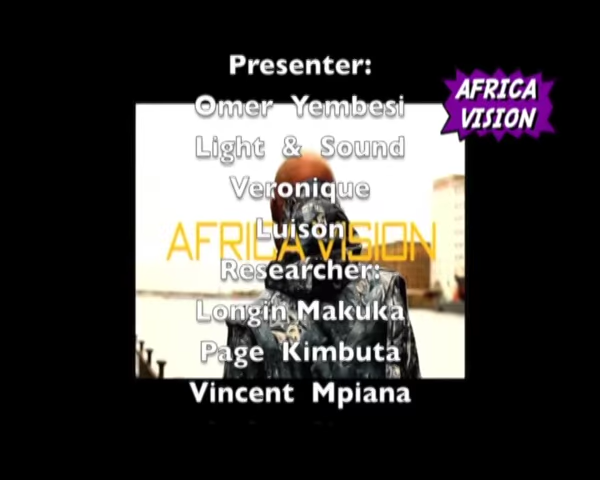 Presenter:
AFRICA
VISION
Omer Yembesi
Light & Sound
Veronique
Luison
AFRICA VISION
Researcher:
Longin Makuka
Page Kimbuta
Vincent Mpiana